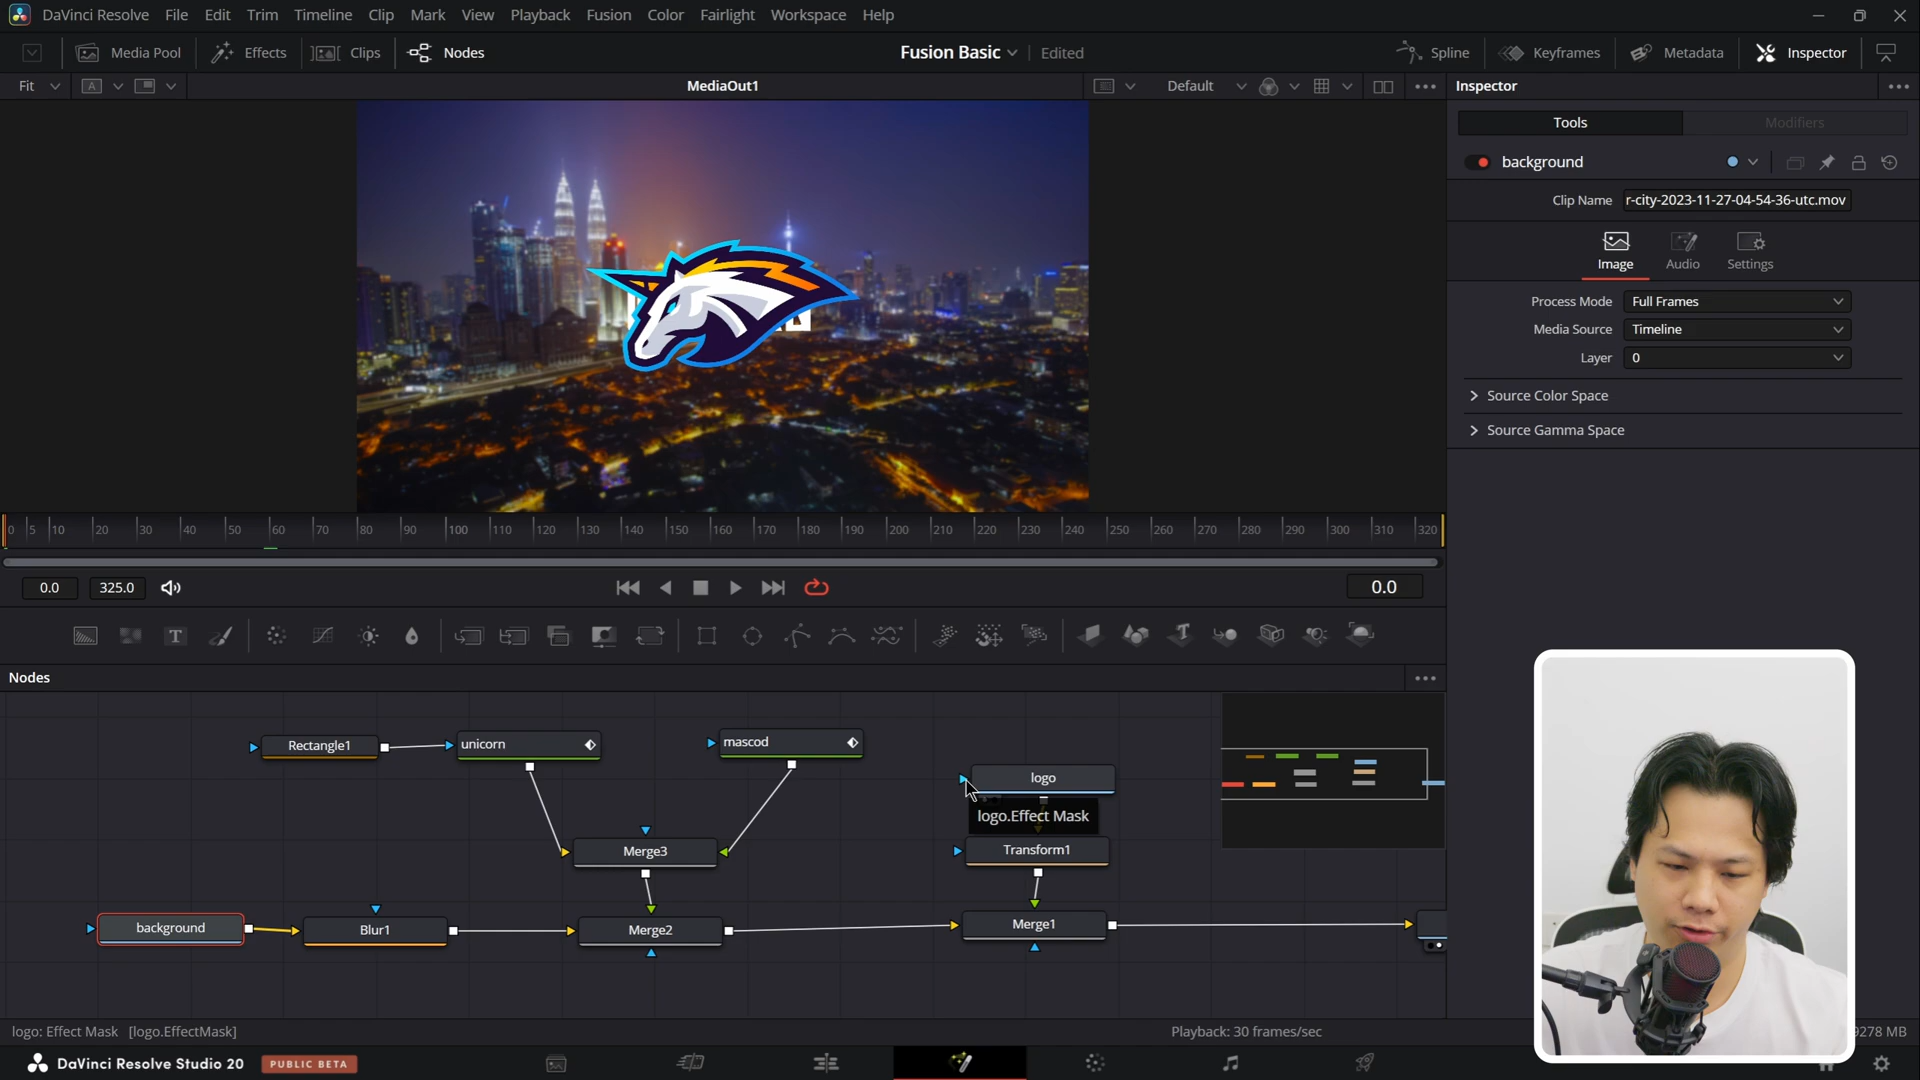 DaVinci Resolve File Edit Trim Timeline Clip Mark View Playback Fusion Color Fairlight Workspace Help
Media Pool Effects Clips Nodes Fusion Basic Edited Spline Keyframes Metadata Inspector
Fit A MediaOut1 Default Inspector
Tools Modifiers
background
Clip Name r-city-2023-11-27-04-54-36-utc.mov
Image Audio Settings
Process Mode Full Frames
Media Source Timeline
Layer 0
Source Color Space
Source Gamma Space
0 5 10 20 30 40 50 60 70 80 90 100 110 120 130 140 150 160 170 180 190 200 210 220 230 240 250 260 270 280 290 300 310 320
0.0 325.0 0.0
Nodes
Rectangle1 unicorn mascod
logo
logo.Effect Mask
Merge3 Transform1
background Blur1 Merge2 Merge1
logo: Effect Mask [logo.EffectMask] Playback: 30 frames/sec 9278 MB
DaVinci Resolve Studio 20 PUBLIC BETA